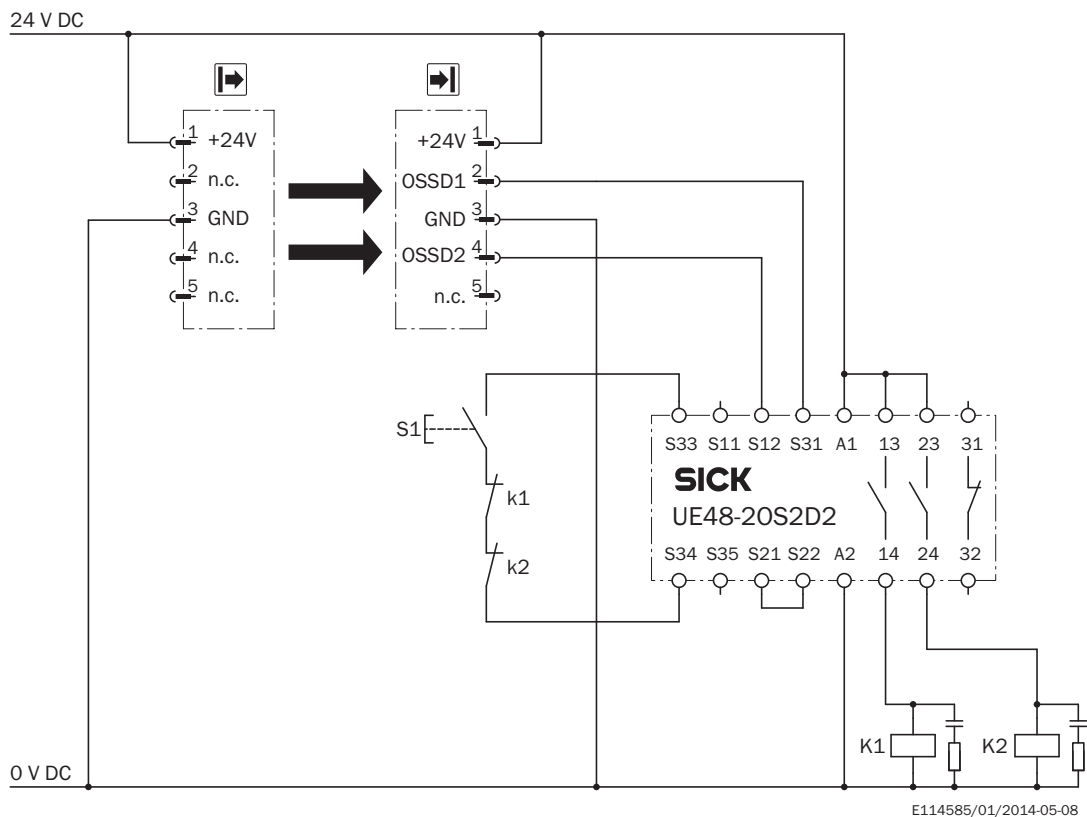 24 V DC
1 +24V
2 n.c.
3 GND
4 n.c.
5 n.c.
+24V 1
OSSD1 2
GND 3
OSSD2 4
n.c. 5
S1
k1
k2
S33 S11 S12 S31 A1 13 23 31
SICK
UE48-20S2D2
S34 S35 S21 S22 A2 14 24 32
K1
K2
0 V DC
E114585/01/2014-05-08